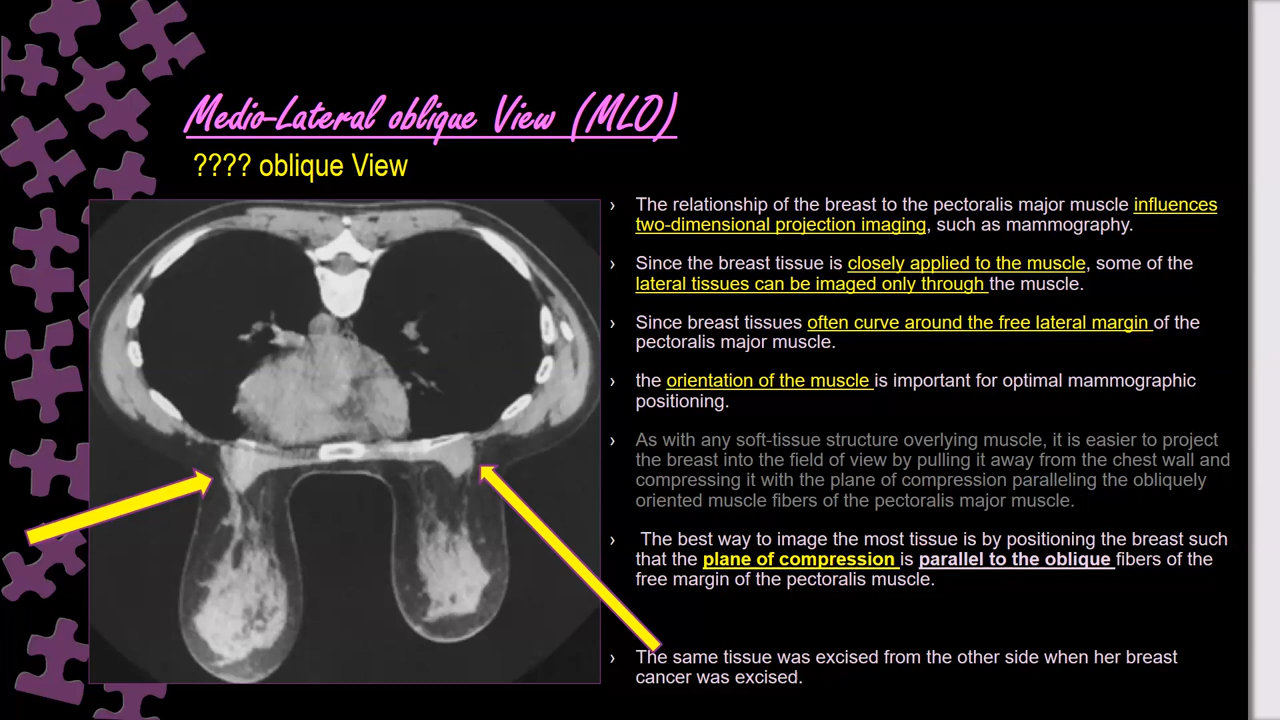 Medio-Lateral oblique View (MLO)
???? oblique View
› The relationship of the breast to the pectoralis major muscle influences
two-dimensional projection imaging, such as mammography.
› Since the breast tissue is closely applied to the muscle, some of the
lateral tissues can be imaged only through the muscle.
› Since breast tissues often curve around the free lateral margin of the
pectoralis major muscle.
› the orientation of the muscle is important for optimal mammographic
positioning.
› As with any soft-tissue structure overlying muscle, it is easier to project
the breast into the field of view by pulling it away from the chest wall and
compressing it with the plane of compression paralleling the obliquely
oriented muscle fibers of the pectoralis major muscle.
› The best way to image the most tissue is by positioning the breast such
that the plane of compression is parallel to the oblique fibers of the
free margin of the pectoralis muscle.
› The same tissue was excised from the other side when her breast
cancer was excised.